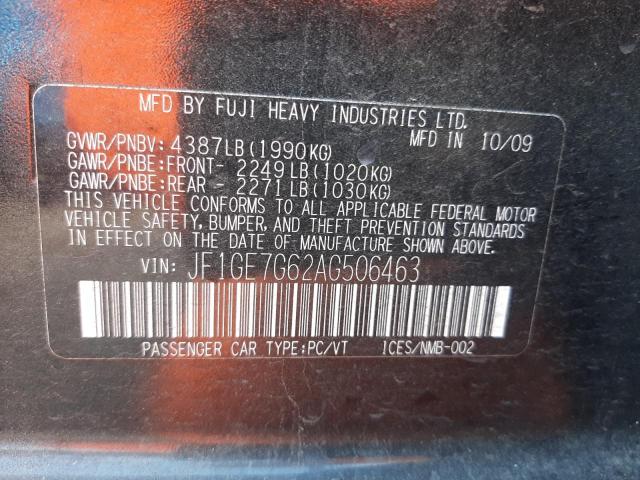 MFD BY FUJI HEAVY INDUSTRIES LTD.
MFD IN 10/09
GVWR/PNBV: 4387LB (1990KG)
GAWR/PNBE: FRONT- 2249LB (1020KG)
GAWR/PNBE: REAR - 2271LB (1030KG)
THIS VEHICLE CONFORMS TO ALL APPLICABLE FEDERAL MOTOR
VEHICLE SAFETY, BUMPER, AND THEFT PREVENTION STANDARDS
IN EFFECT ON THE DATE OF MANUFACTURE SHOWN ABOVE.
VIN: JF1GE7G62AG506463
PASSENGER CAR TYPE:PC/VT ICES/NMB-002